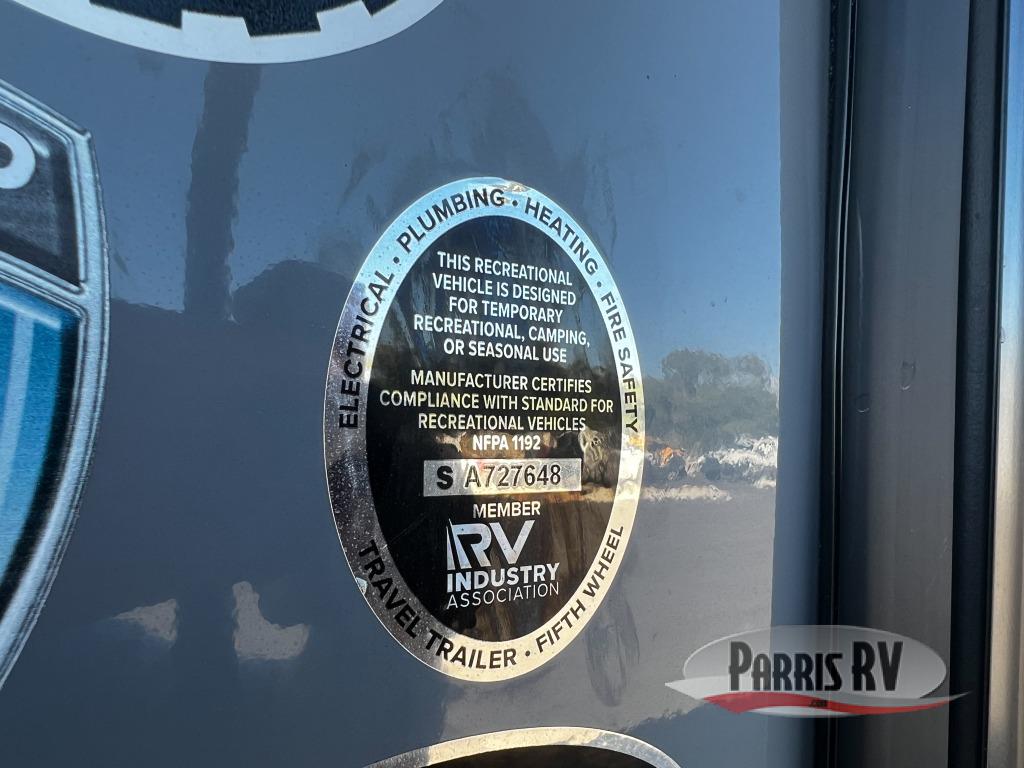 ELECTRICAL • PLUMBING • HEATING • FIRE SAFETY
THIS RECREATIONAL
VEHICLE IS DESIGNED
FOR TEMPORARY
RECREATIONAL, CAMPING,
OR SEASONAL USE
MANUFACTURER CERTIFIES
COMPLIANCE WITH STANDARD FOR
RECREATIONAL VEHICLES
NFPA 1192
S A727648
MEMBER
RV
INDUSTRY
ASSOCIATION
TRAVEL TRAILER • FIFTH WHEEL
PARRIS RV
.com